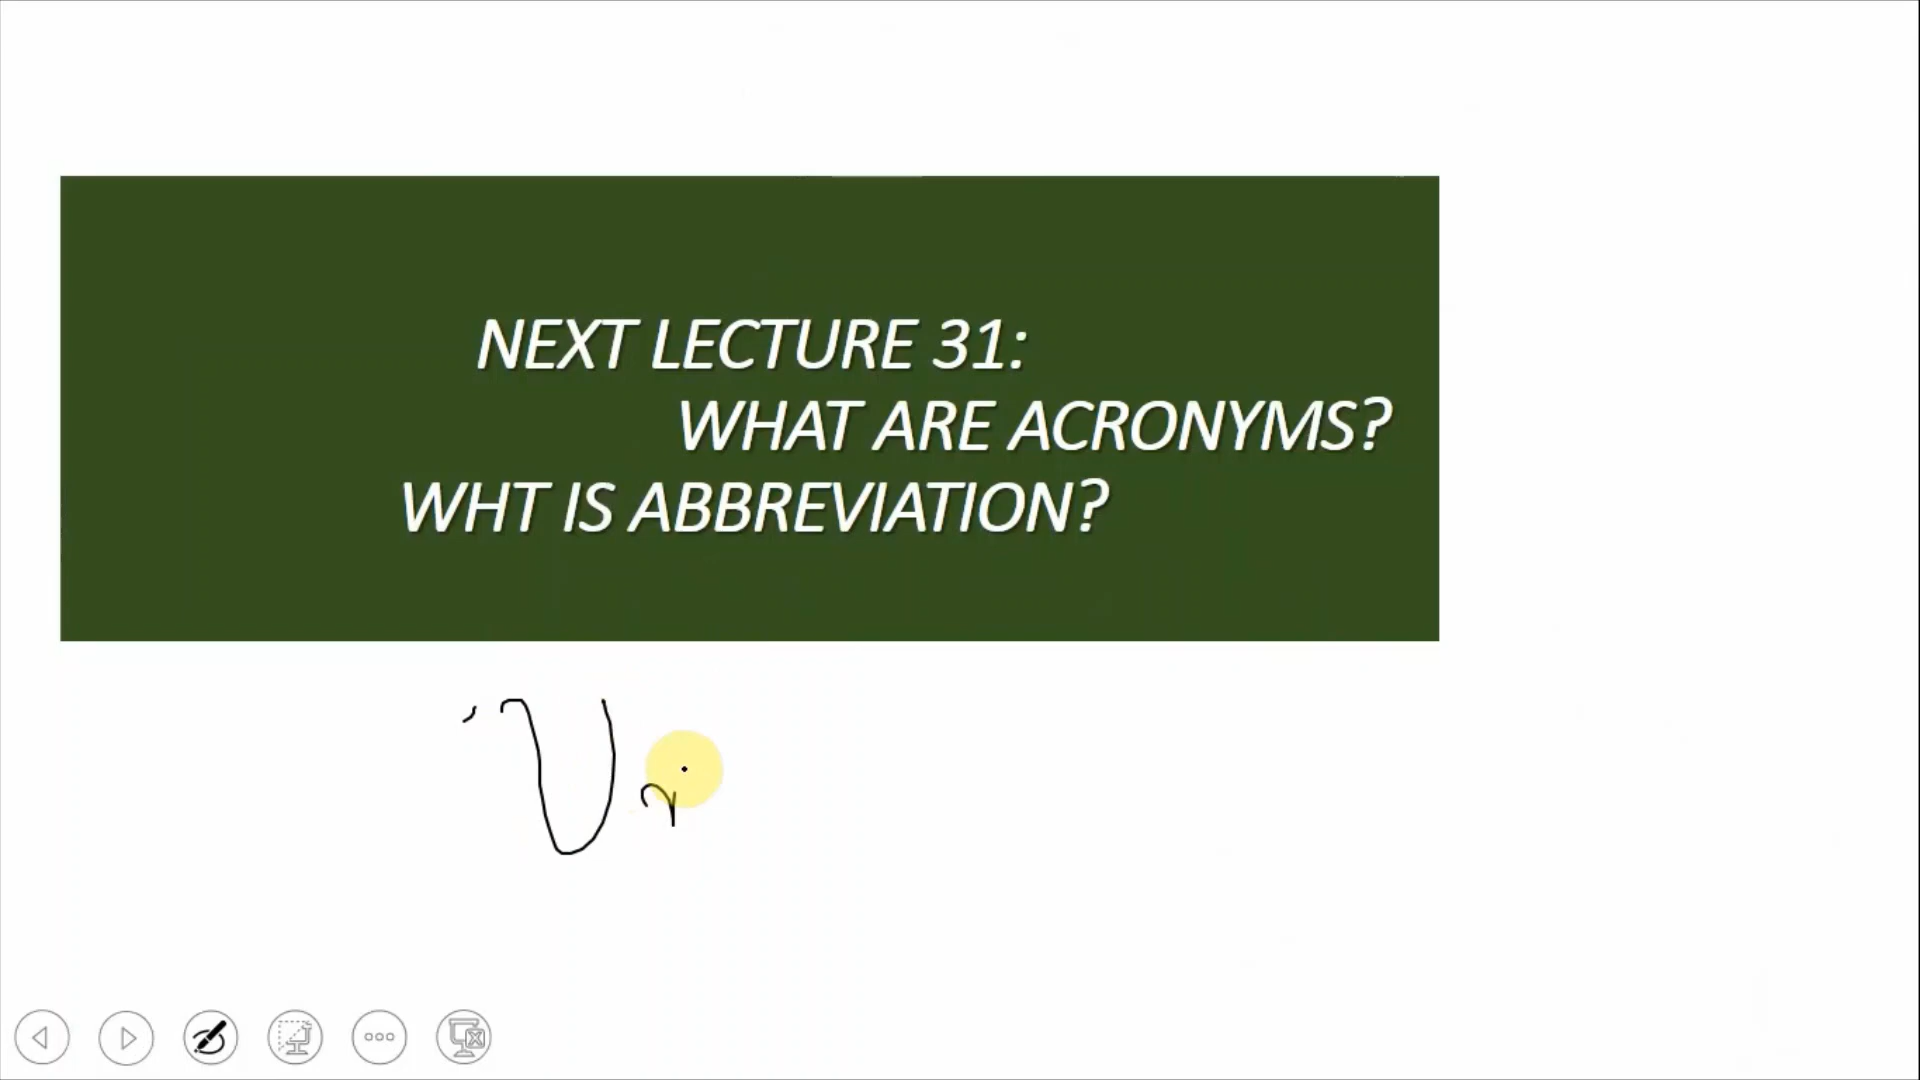 NEXT LECTURE 31:
WHAT ARE ACRONYMS?
WHT IS ABBREVIATION?